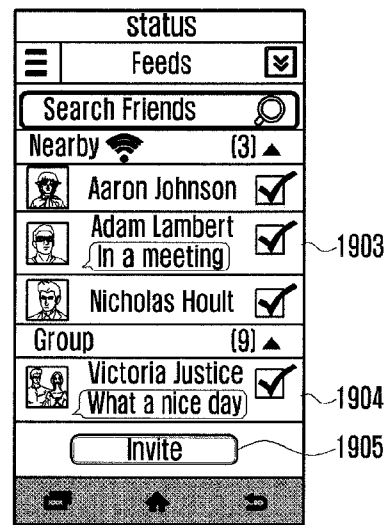 status
Feeds
Search Friends
Nearby (3)
Aaron Johnson
Adam Lambert
In a meeting
1903
Nicholas Hoult
Group (9)
Victoria Justice
What a nice day
1904
Invite
1905